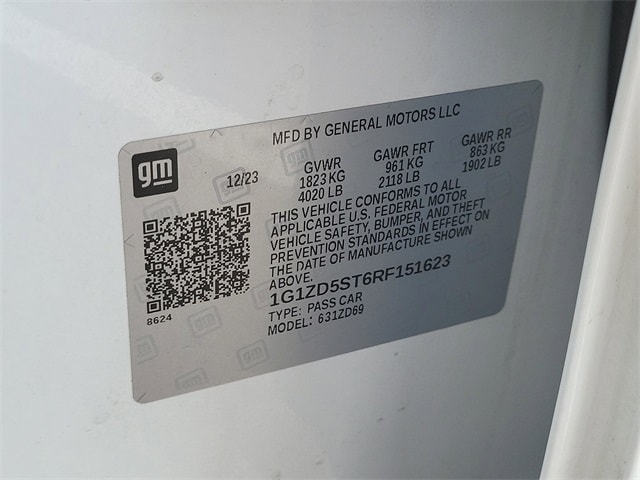 MFD BY GENERAL MOTORS LLC
gm
12/23
GVWR
1823 KG
4020 LB
GAWR FRT
961 KG
2118 LB
GAWR RR
863 KG
1902 LB
THIS VEHICLE CONFORMS TO ALL
APPLICABLE U.S. FEDERAL MOTOR
VEHICLE SAFETY, BUMPER, AND THEFT
PREVENTION STANDARDS IN EFFECT ON
THE DATE OF MANUFACTURE SHOWN
ABOVE.
1G1ZD5ST6RF151623
TYPE: PASS CAR
MODEL: 631ZD69
8624